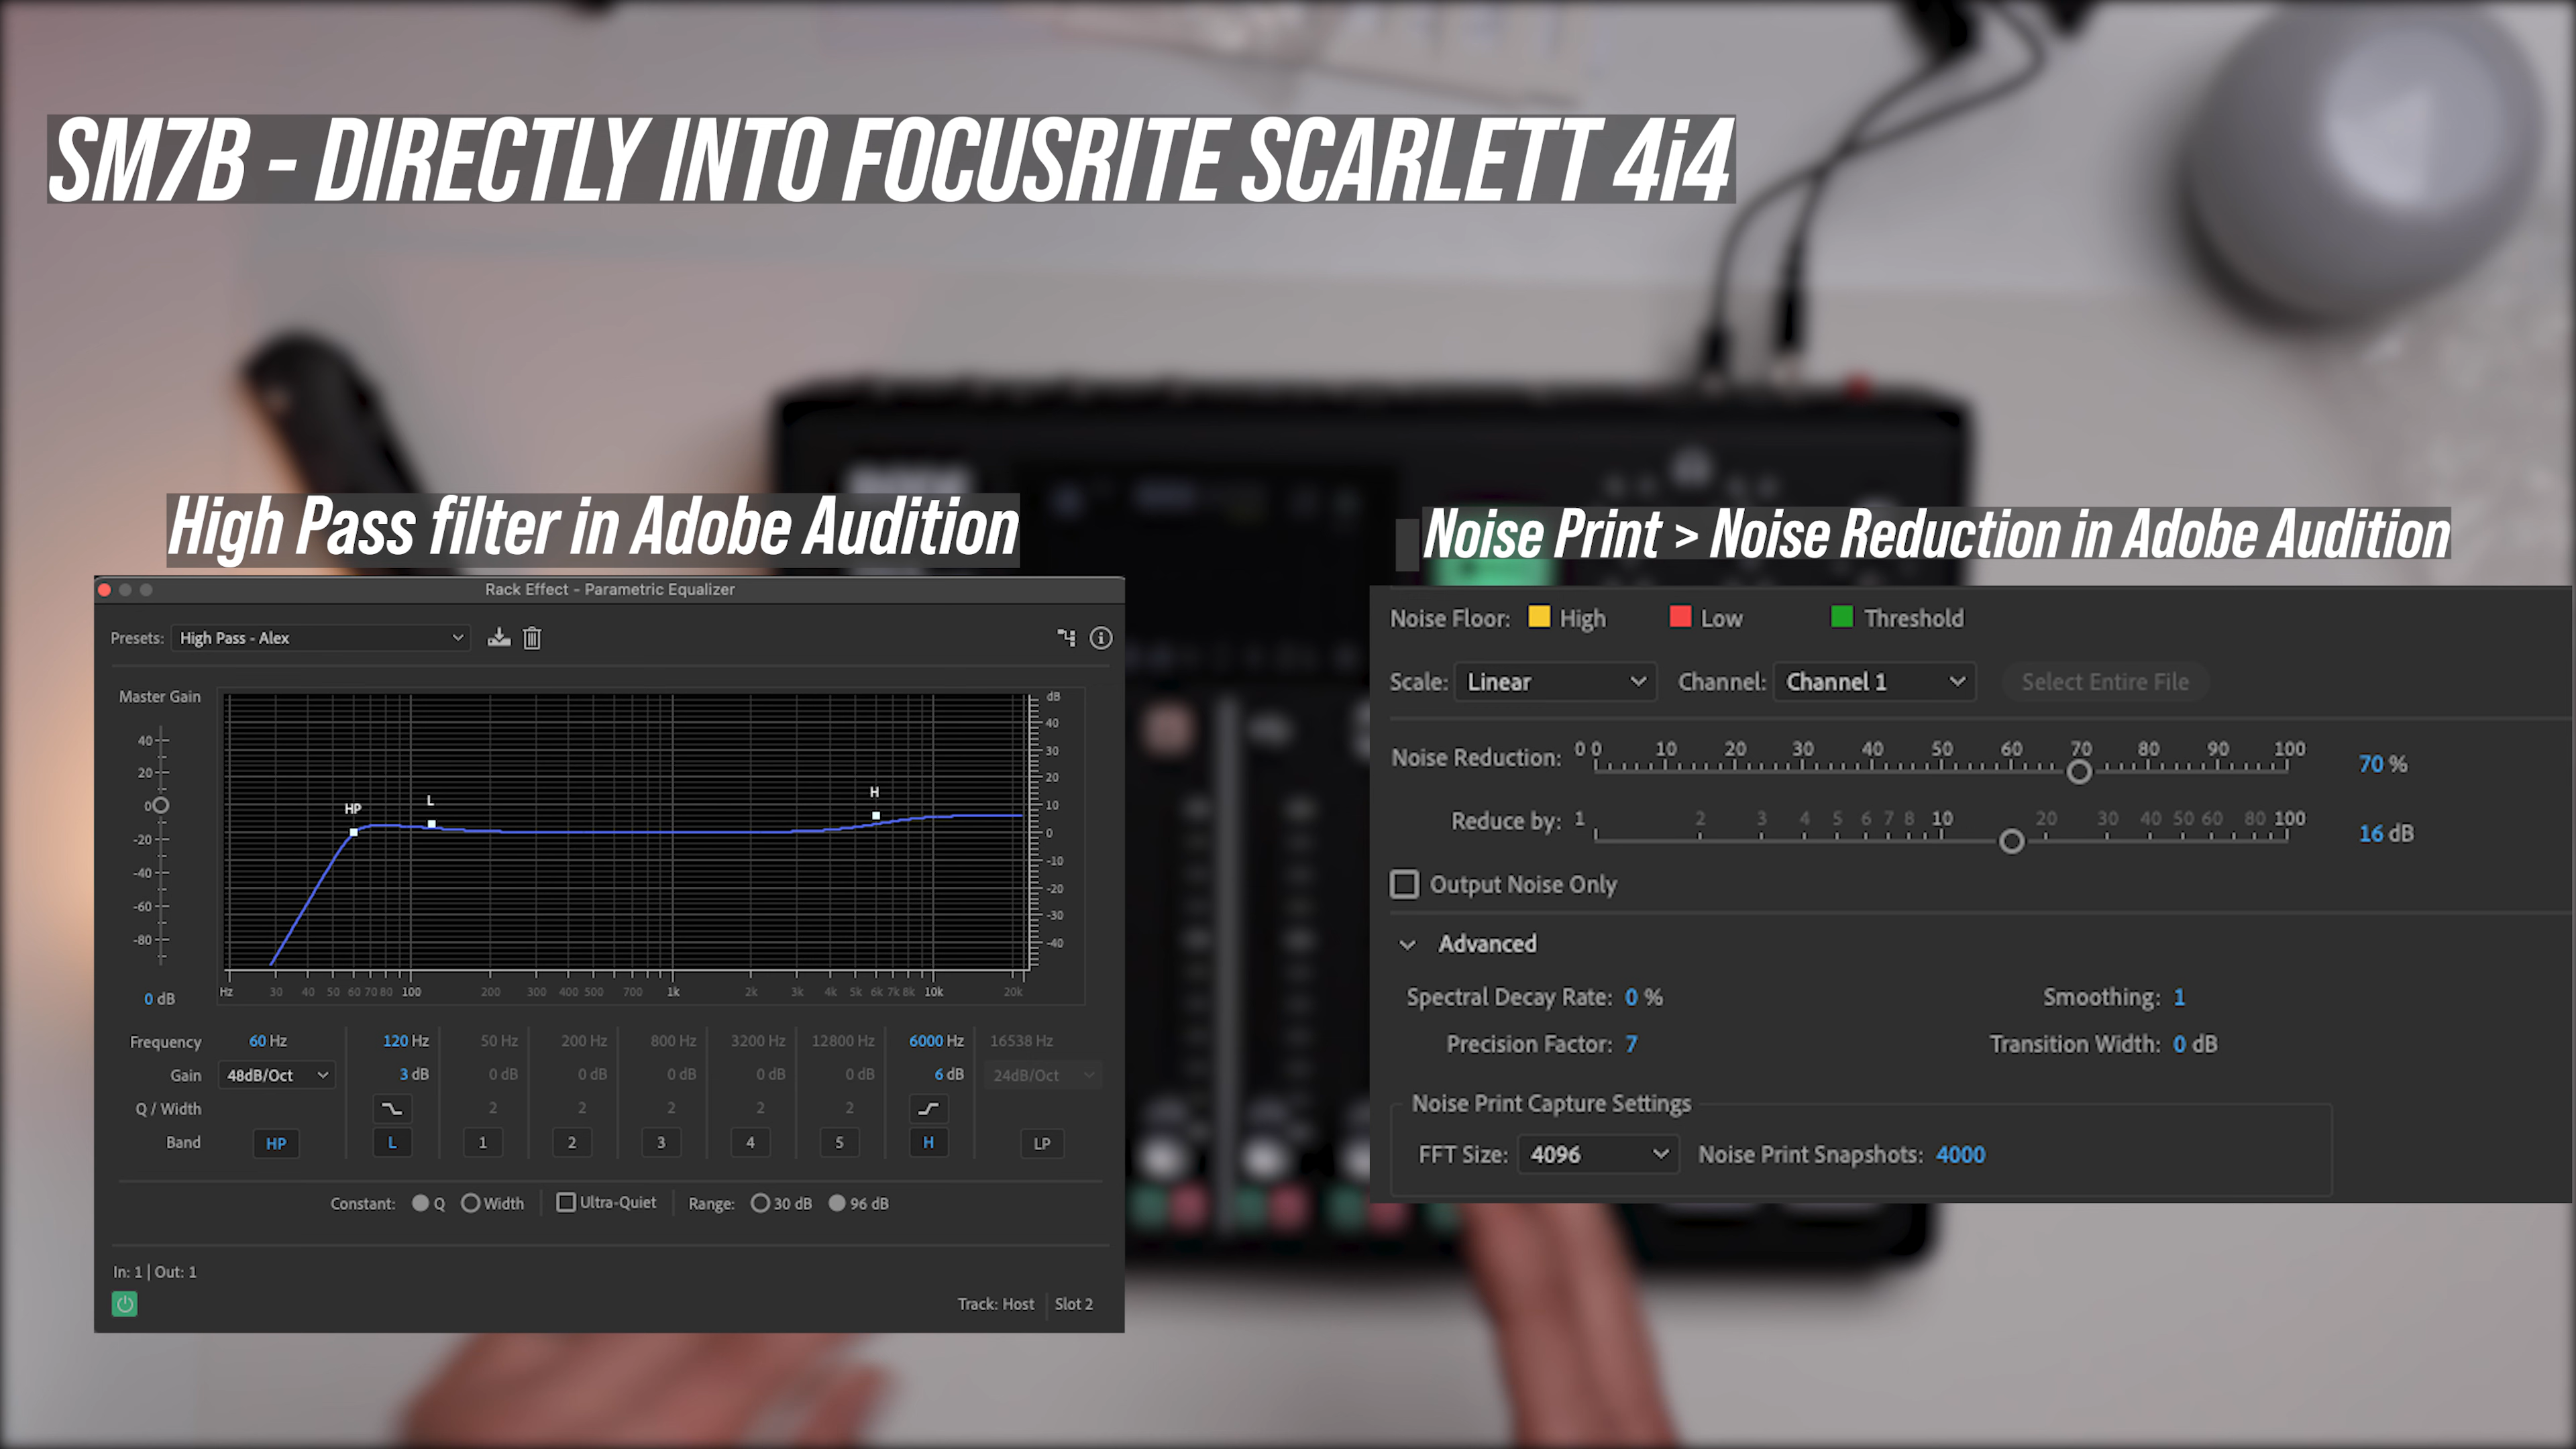 SM7B - DIRECTLY INTO FOCUSRITE SCARLETT 4i4
High Pass filter in Adobe Audition
Rack Effect - Parametric Equalizer
Presets: High Pass - Alex
Master Gain
40
20
0
-20
-40
-60
-80
0 dB
dB
40
30
20
10
0
-10
-20
-30
-40
HP
L
H
Hz 30 40 50 60 70 80 100 200 300 400 500 700 1k 2k 3k 4k 5k 6k 7k 8k 10k 20k
Frequency 60 Hz 120 Hz 50 Hz 200 Hz 800 Hz 3200 Hz 12800 Hz 6000 Hz 16538 Hz
Gain 48dB/Oct 3 dB 0 dB 0 dB 0 dB 0 dB 0 dB 6 dB 24dB/Oct
Q / Width 2 2 2 2 2
Band HP L 1 2 3 4 5 H LP
Constant: Q Width Ultra-Quiet Range: 30 dB 96 dB
In: 1 | Out: 1
Track: Host Slot 2
Noise Print > Noise Reduction in Adobe Audition
Noise Floor: High Low Threshold
Scale: Linear Channel: Channel 1 Select Entire File
Noise Reduction: 0 0 10 20 30 40 50 60 70 80 90 100 70 %
Reduce by: 1 2 3 4 5 6 7 8 10 20 30 40 50 60 80 100 16 dB
Output Noise Only
Advanced
Spectral Decay Rate: 0 % Smoothing: 1
Precision Factor: 7 Transition Width: 0 dB
Noise Print Capture Settings
FFT Size: 4096 Noise Print Snapshots: 4000